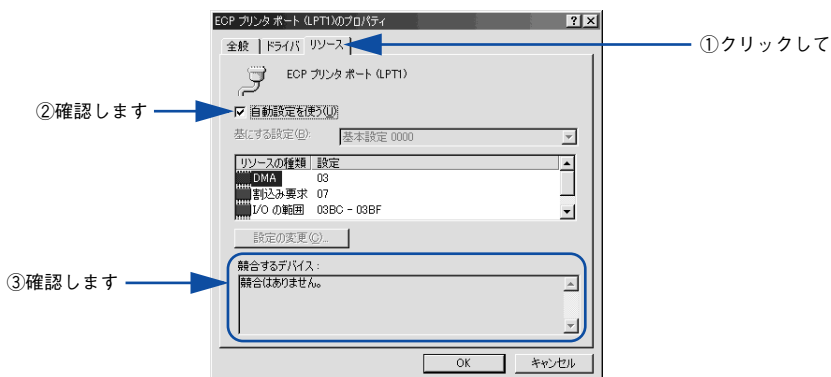 ECP プリンタ ポート (LPT1)のプロパティ
全般 ドライバ リソース
①クリックして
ECP プリンタ ポート (LPT1)
②確認します
自動設定を使う(U)
基にする設定(B): 基本設定 0000
リソースの種類 設定
DMA 03
割込み要求 07
I/O の範囲 03BC - 03BF
設定の変更(C)...
競合するデバイス :
③確認します
競合はありません。
OK キャンセル